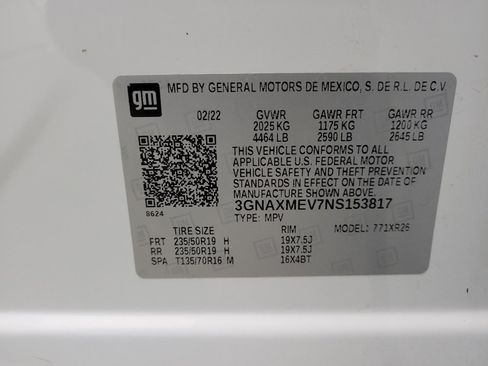 gm MFD BY GENERAL MOTORS DE MEXICO, S. DE R.L. DE C.V.
02/22 GVWR GAWR FRT GAWR RR
2025 KG 1175 KG 1200 KG
4464 LB 2590 LB 2645 LB
THIS VEHICLE CONFORMS TO ALL
APPLICABLE U.S. FEDERAL MOTOR
VEHICLE SAFETY AND THEFT PREVENTION
STANDARDS IN EFFECT ON THE DATE OF
MANUFACTURE SHOWN ABOVE.
3GNAXMEV7NS153817
8624 TYPE: MPV
TIRE SIZE RIM MODEL: 771XR26
FRT 235/50R19 H 19X7.5J
RR 235/50R19 H 19X7.5J
SPA T135/70R16 M 16X4BT